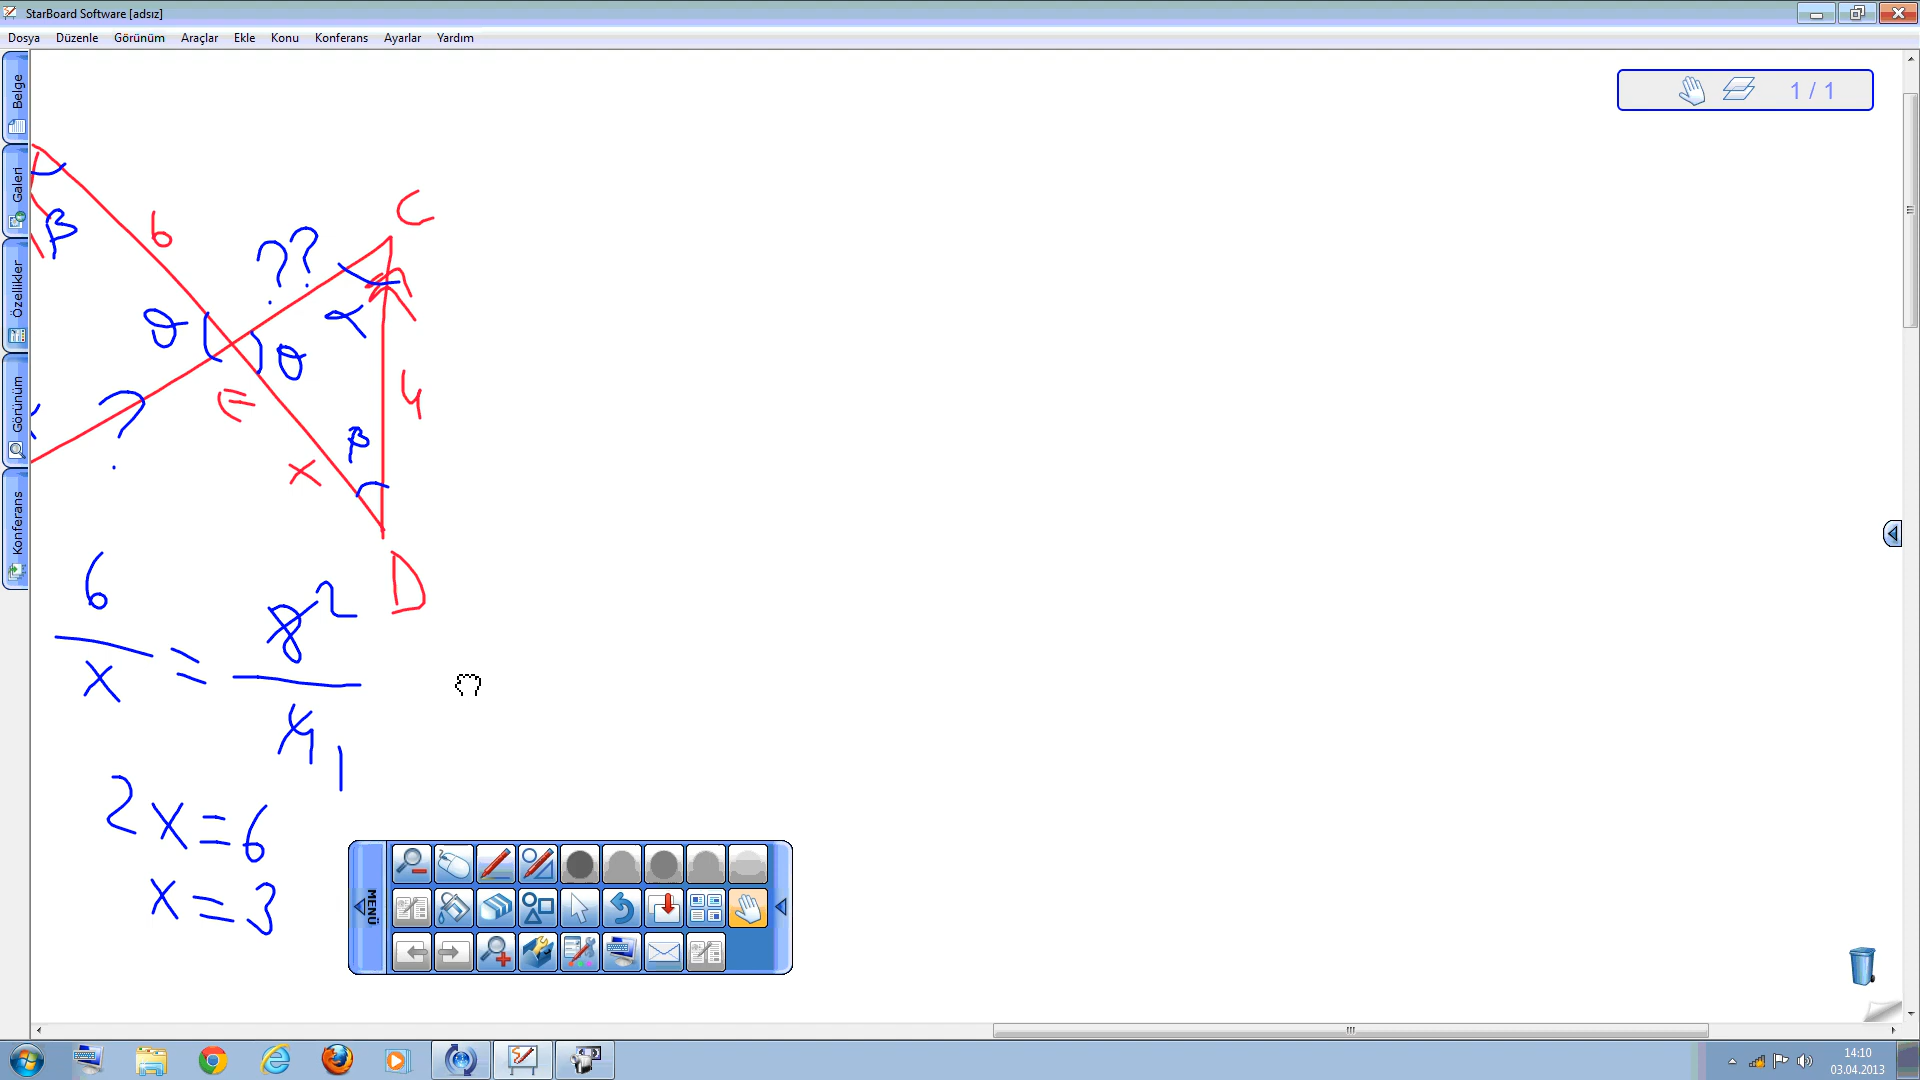 StarBoard Software [adsız]
Dosya Düzenle Görünüm Araçlar Ekle Konu Konferans Ayarlar Yardım
1 / 1
Belge
Galeri
Özellikler
Görünüm
Konferans
C
6
β
? ?
α
θ
θ
E
4
?
β
x
D
6 / x = 8 2 / 4 1
2x = 6
x = 3
MENÜ
14:10
03.04.2013